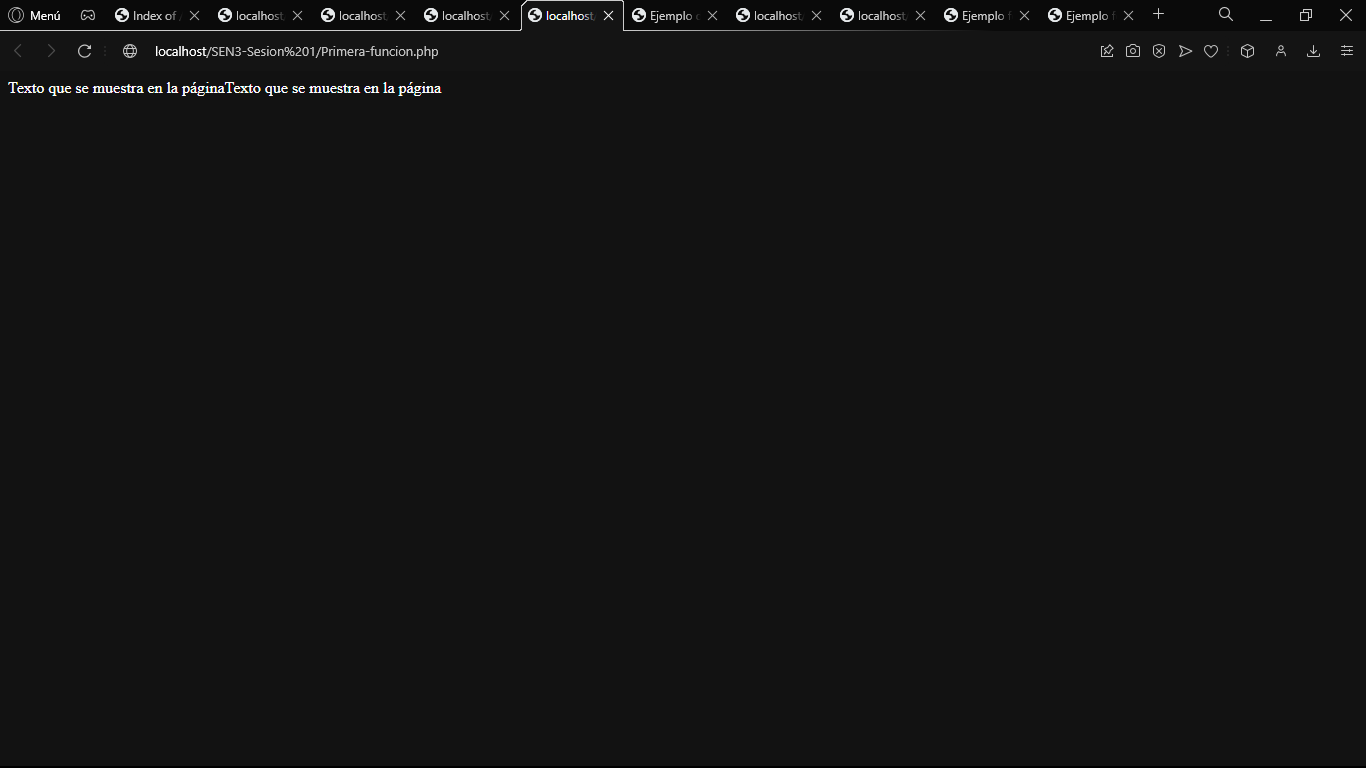 Menú
Index of
localhost
localhost
localhost
localhost
Ejemplo
localhost
localhost
Ejemplo
Ejemplo
localhost/SEN3-Sesion%201/Primera-funcion.php
Texto que se muestra en la páginaTexto que se muestra en la página